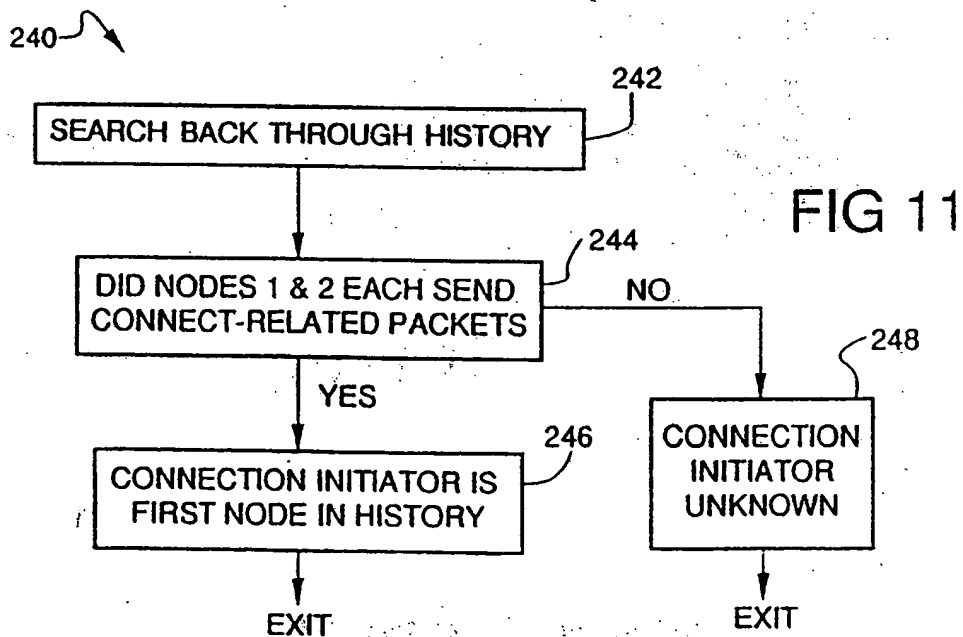 240
242
SEARCH BACK THROUGH HISTORY
FIG 11
244
DID NODES 1 & 2 EACH SEND
CONNECT-RELATED PACKETS
NO
248
YES
246
CONNECTION INITIATOR IS
FIRST NODE IN HISTORY
CONNECTION
INITIATOR
UNKNOWN
EXIT
EXIT